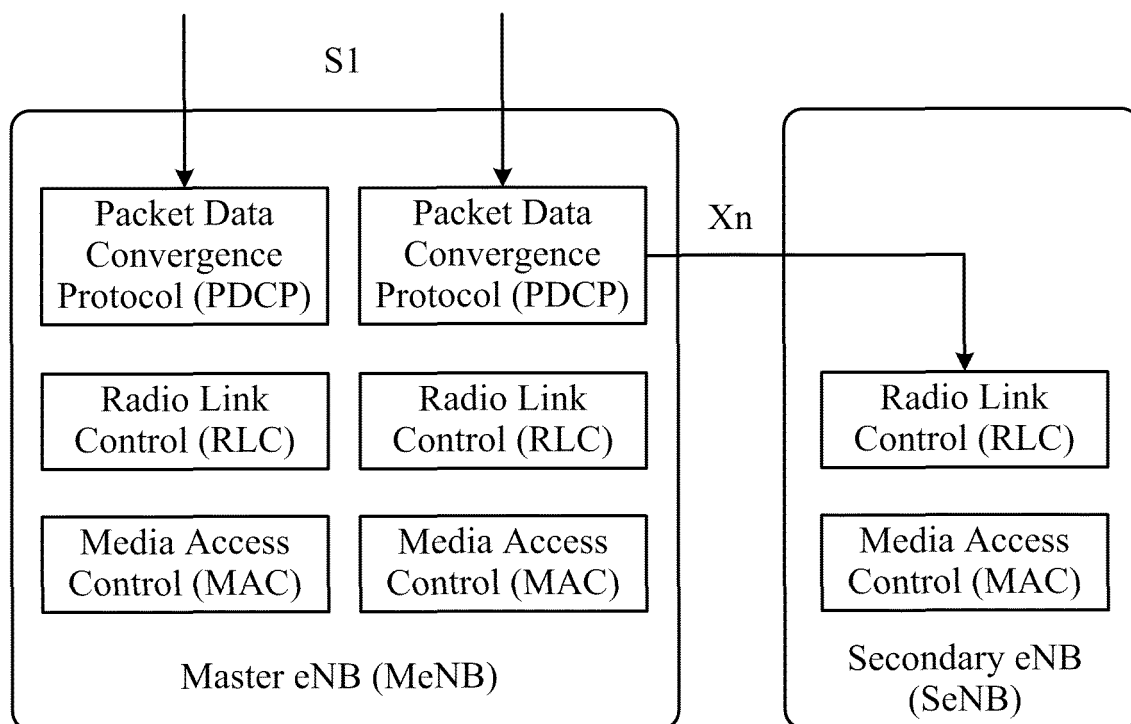 S1
Packet Data
Convergence
Protocol (PDCP)
Packet Data
Convergence
Protocol (PDCP)
Xn
Radio Link
Control (RLC)
Radio Link
Control (RLC)
Radio Link
Control (RLC)
Media Access
Control (MAC)
Media Access
Control (MAC)
Media Access
Control (MAC)
Master eNB (MeNB)
Secondary eNB
(SeNB)